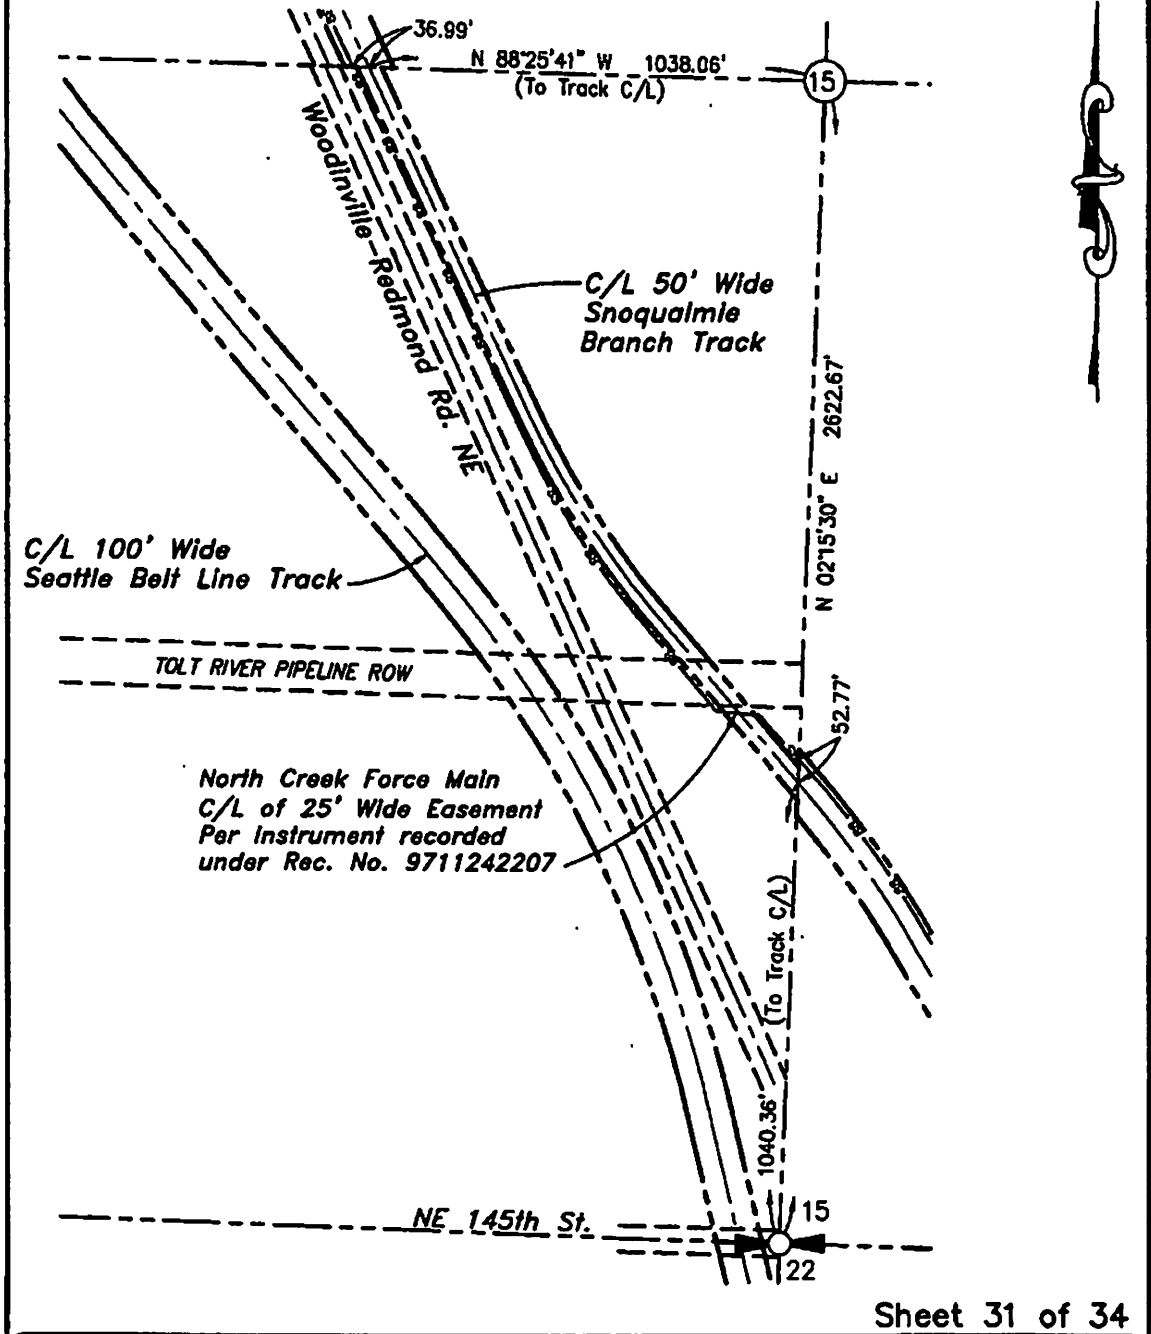 36.99'
N 88°25'41" W 1038.06'
(To Track C/L)
15
Woodinville-Redmond Rd. NE
C/L 50' Wide
Snoqualmie
Branch Track
N 02°15'30" E 2622.67'
C/L 100' Wide
Seattle Belt Line Track
TOLT RIVER PIPELINE ROW
52.77'
North Creek Force Main
C/L of 25' Wide Easement
Per Instrument recorded
under Rec. No. 9711242207
(To Track C/L)
1040.36'
NE 145th St.
15
22
Sheet 31 of 34